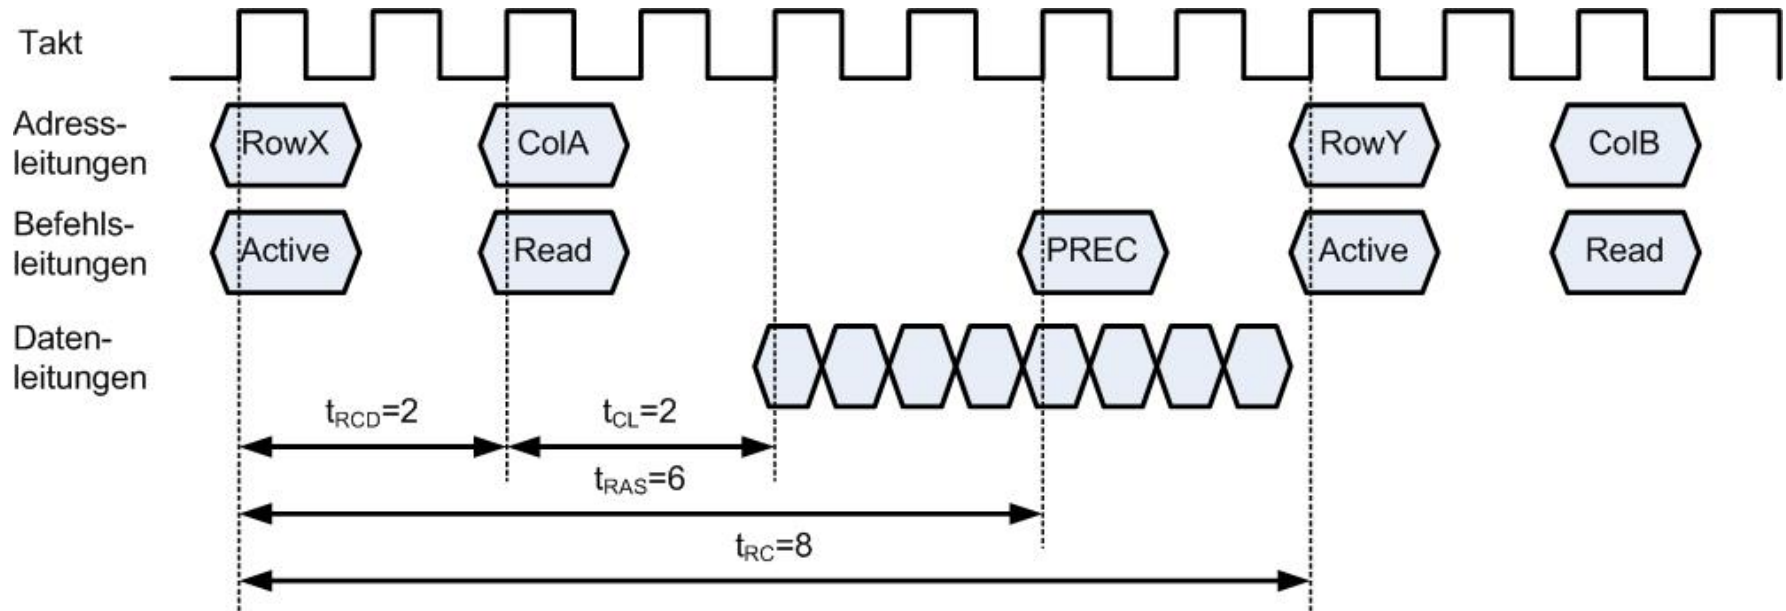 Takt
Adress-
leitungen
RowX
ColA
RowY
ColB
Befehls-
leitungen
Active
Read
PREC
Active
Read
Daten-
leitungen
tRCD=2
tCL=2
tRAS=6
tRC=8